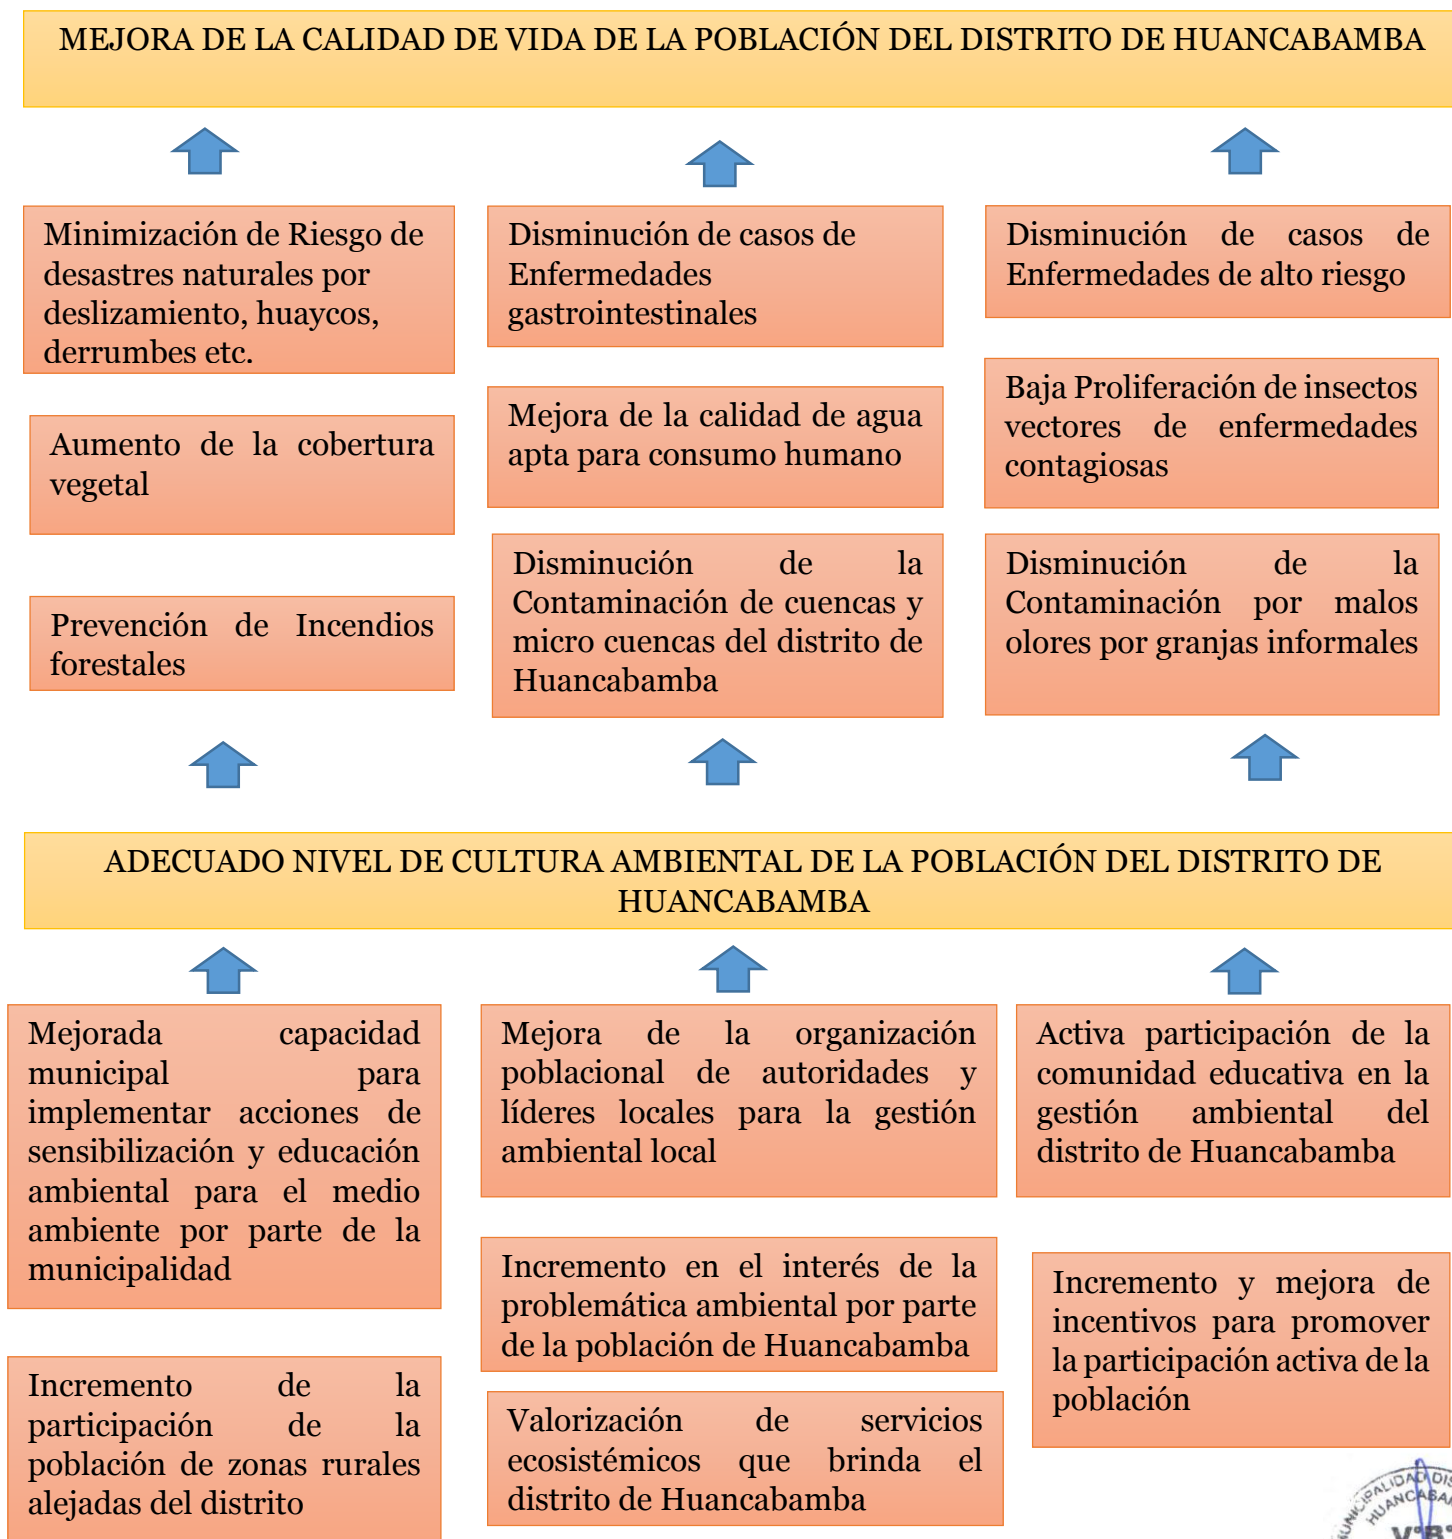 MEJORA DE LA CALIDAD DE VIDA DE LA POBLACIÓN DEL DISTRITO DE HUANCABAMBA
Minimización de Riesgo de
desastres naturales por
deslizamiento, huaycos,
derrumbes etc.
Disminución de casos de
Enfermedades
gastrointestinales
Disminución de casos de
Enfermedades de alto riesgo
Aumento de la cobertura
vegetal
Mejora de la calidad de agua
apta para consumo humano
Baja Proliferación de insectos
vectores de enfermedades
contagiosas
Prevención de Incendios
forestales
Disminución de la
Contaminación de cuencas y
micro cuencas del distrito de
Huancabamba
Disminución de la
Contaminación por malos
olores por granjas informales
ADECUADO NIVEL DE CULTURA AMBIENTAL DE LA POBLACIÓN DEL DISTRITO DE
HUANCABAMBA
Mejorada capacidad
municipal para
implementar acciones de
sensibilización y educación
ambiental para el medio
ambiente por parte de la
municipalidad
Mejora de la organización
poblacional de autoridades y
líderes locales para la gestión
ambiental local
Activa participación de la
comunidad educativa en la
gestión ambiental del
distrito de Huancabamba
Incremento en el interés de la
problemática ambiental por parte
de la población de Huancabamba
Incremento y mejora de
incentivos para promover
la participación activa de la
población
Incremento de la
participación de la
población de zonas rurales
alejadas del distrito
Valorización de servicios
ecosistémicos que brinda el
distrito de Huancabamba